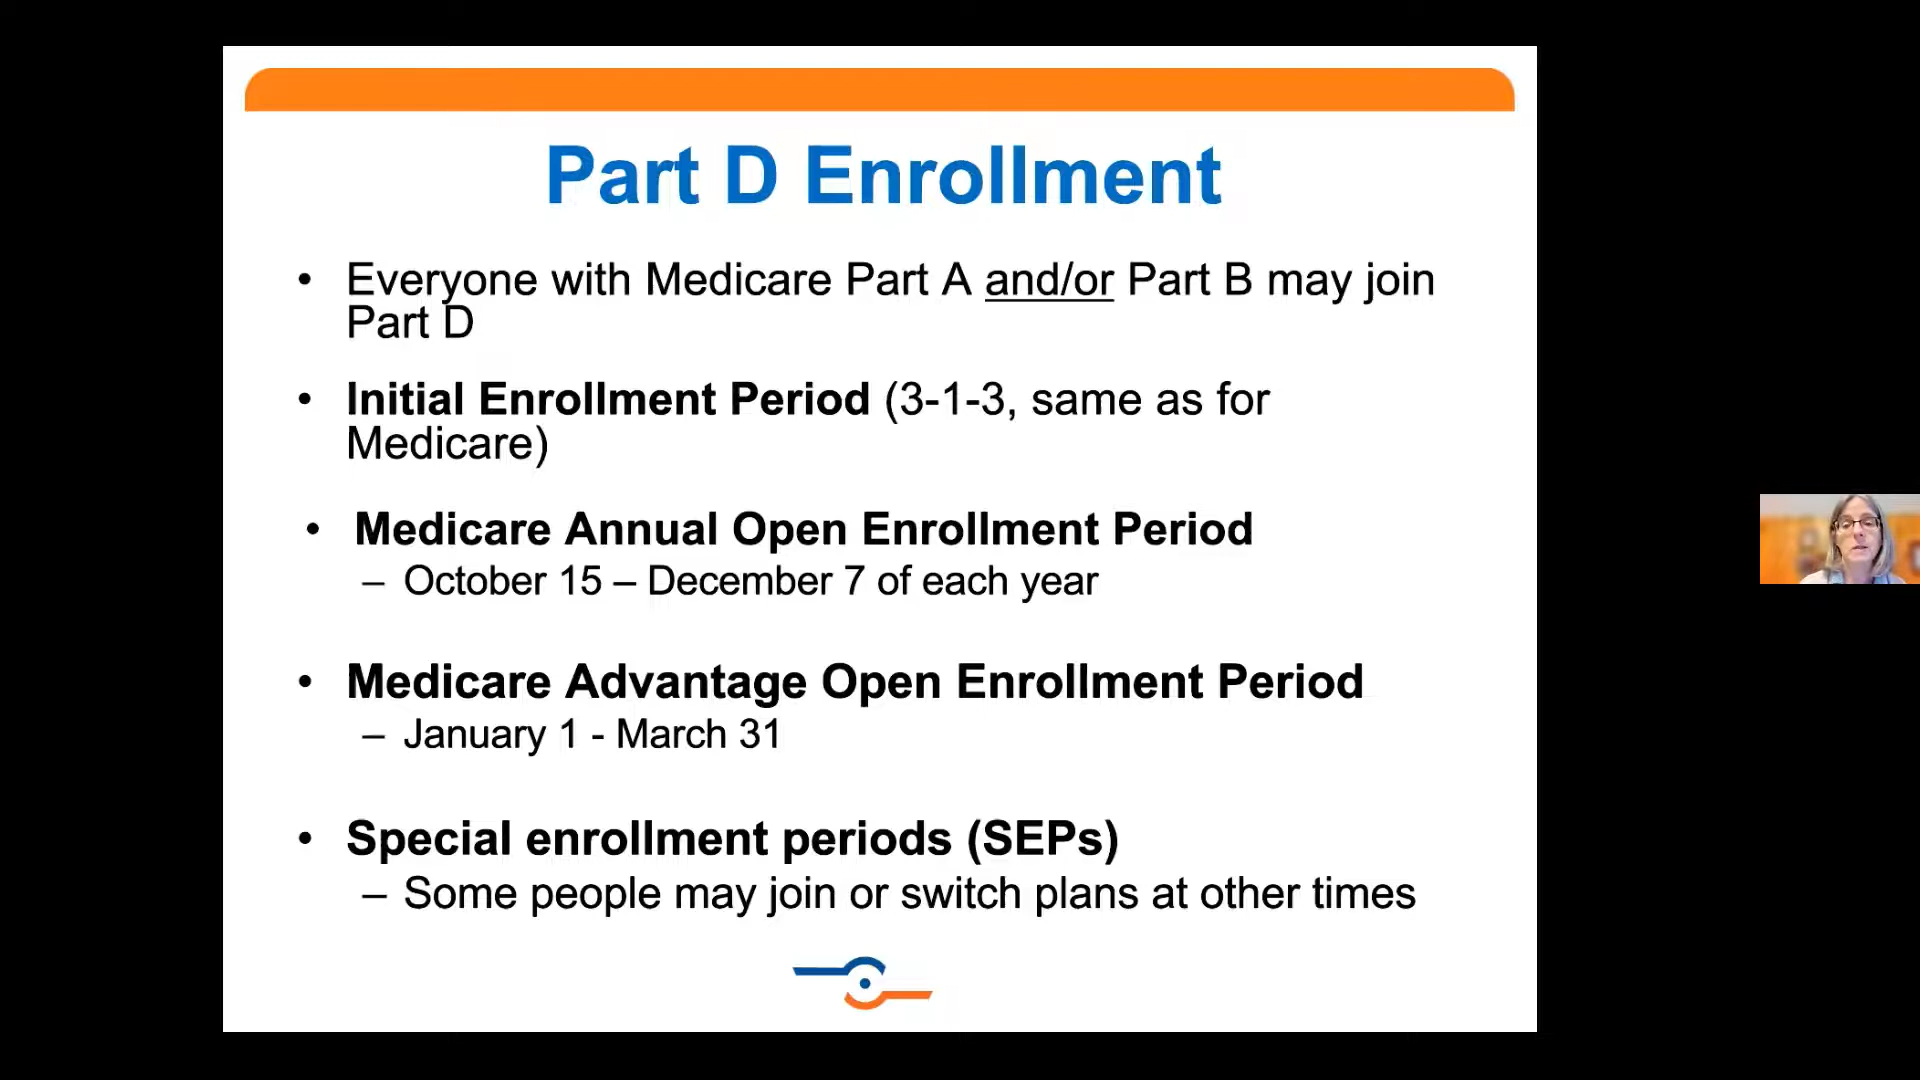 Part D Enrollment
• Everyone with Medicare Part A and/or Part B may join
Part D
• Initial Enrollment Period (3-1-3, same as for
Medicare)
• Medicare Annual Open Enrollment Period
– October 15 – December 7 of each year
• Medicare Advantage Open Enrollment Period
– January 1 - March 31
• Special enrollment periods (SEPs)
– Some people may join or switch plans at other times